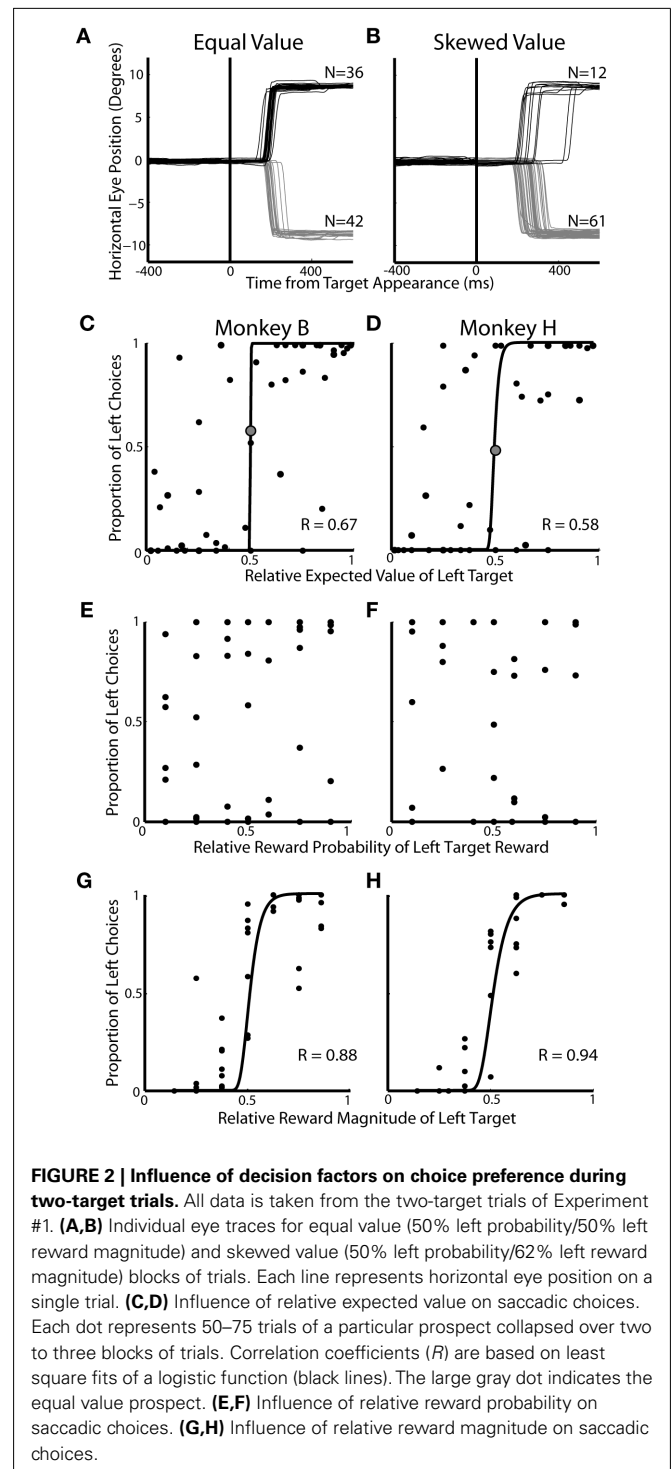 A
Equal Value
B
Skewed Value
Horizontal Eye Position (Degrees)
10
5
0
−5
−10
N=36
N=42
N=12
N=61
-400
0
400
-400
0
400
Time from Target Appearance (ms)
C
Monkey B
D
Monkey H
Proportion of Left Choices
1
0.5
0
R = 0.67
R = 0.58
0
0.5
1
0
0.5
1
Relative Expected Value of Left Target
E
F
Proportion of Left Choices
1
0.5
0
0
0.5
1
0
0.5
1
Relative Reward Probability of Left Target Reward
G
H
Proportion of Left Choices
1
0.5
0
R = 0.88
R = 0.94
0
0.5
1
0
0.5
1
Relative Reward Magnitude of Left Target
FIGURE 2 | Influence of decision factors on choice preference during
two-target trials. All data is taken from the two-target trials of Experiment
#1. (A,B) Individual eye traces for equal value (50% left probability/50% left
reward magnitude) and skewed value (50% left probability/62% left reward
magnitude) blocks of trials. Each line represents horizontal eye position on a
single trial. (C,D) Influence of relative expected value on saccadic choices.
Each dot represents 50–75 trials of a particular prospect collapsed over two
to three blocks of trials. Correlation coefficients (R) are based on least
square fits of a logistic function (black lines). The large gray dot indicates the
equal value prospect. (E,F) Influence of relative reward probability on
saccadic choices. (G,H) Influence of relative reward magnitude on saccadic
choices.